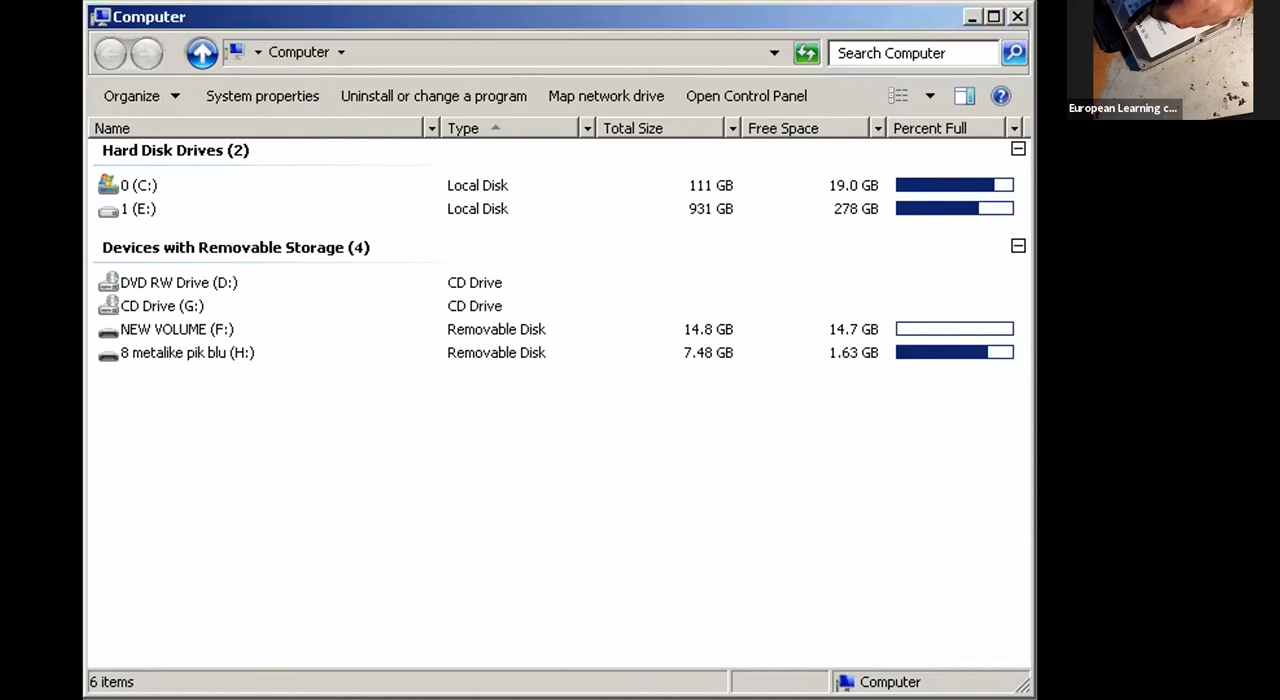 Computer
Computer
Search Computer
Organize System properties Uninstall or change a program Map network drive Open Control Panel
Name Type Total Size Free Space Percent Full
Hard Disk Drives (2)
0 (C:) Local Disk 111 GB 19.0 GB
1 (E:) Local Disk 931 GB 278 GB
Devices with Removable Storage (4)
DVD RW Drive (D:) CD Drive
CD Drive (G:) CD Drive
NEW VOLUME (F:) Removable Disk 14.8 GB 14.7 GB
8 metalike pik blu (H:) Removable Disk 7.48 GB 1.63 GB
6 items Computer
European Learning c...